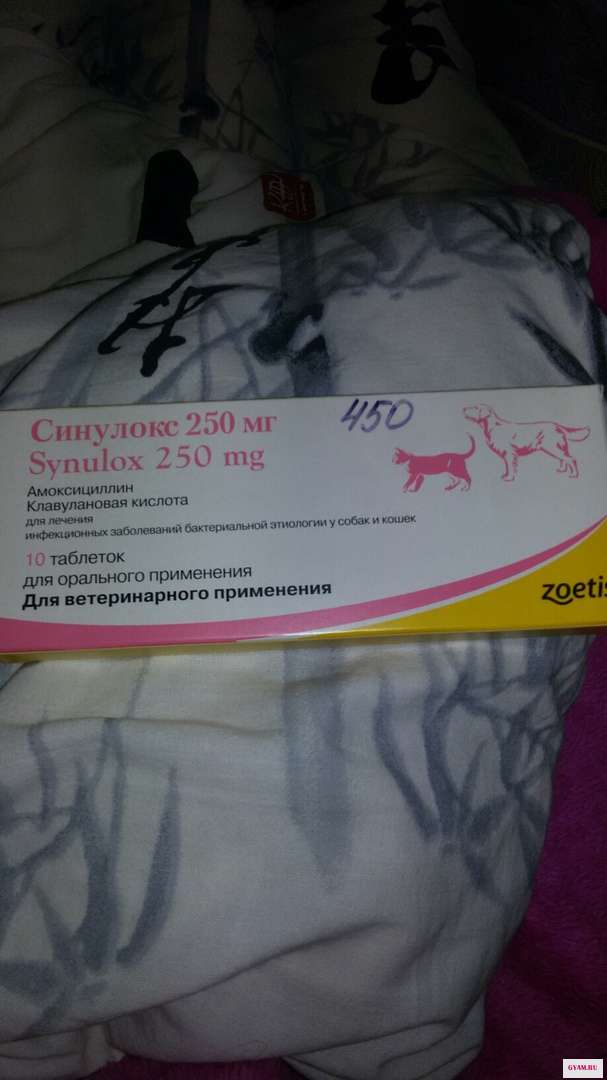 Синулокс 250 мг
450
Synulox 250 mg
Амоксициллин
Клавулановая кислота
для лечения
инфекционных заболеваний бактериальной этиологии у собак и кошек
10 таблеток
для орального применения
Для ветеринарного применения
zoetis
GYAM.RU